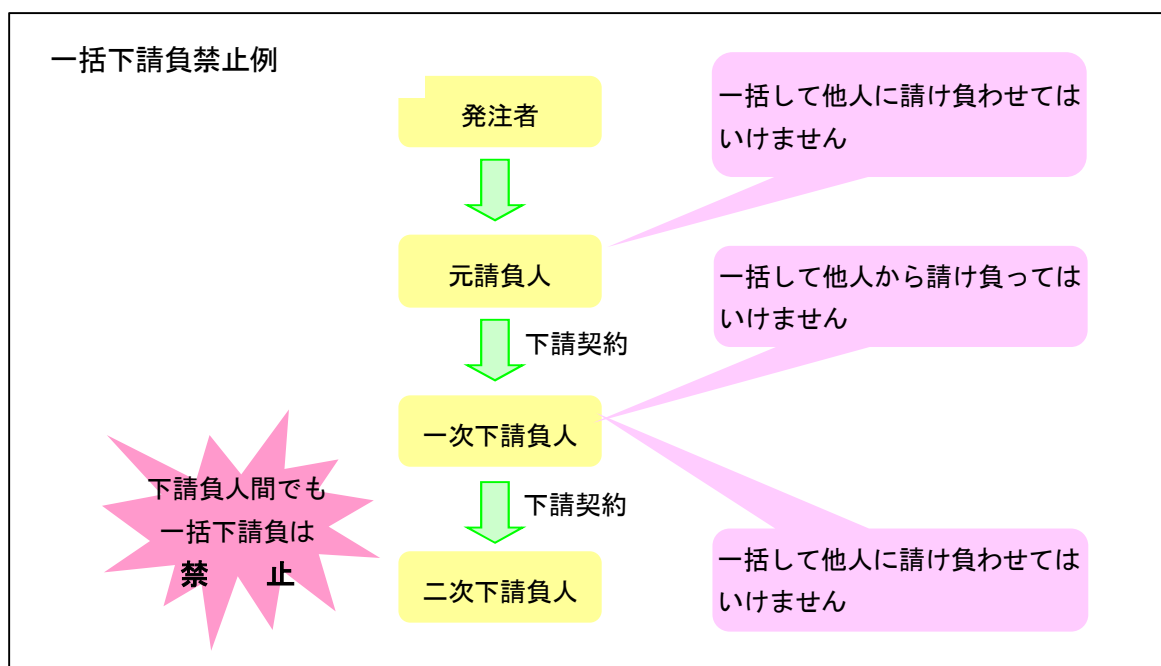 一括下請負禁止例
発注者
一括して他人に請け負わせては
いけません
元請負人
一括して他人から請け負っては
いけません
下請契約
一次下請負人
下請負人間でも
一括下請負は
禁　止
下請契約
二次下請負人
一括して他人に請け負わせては
いけません